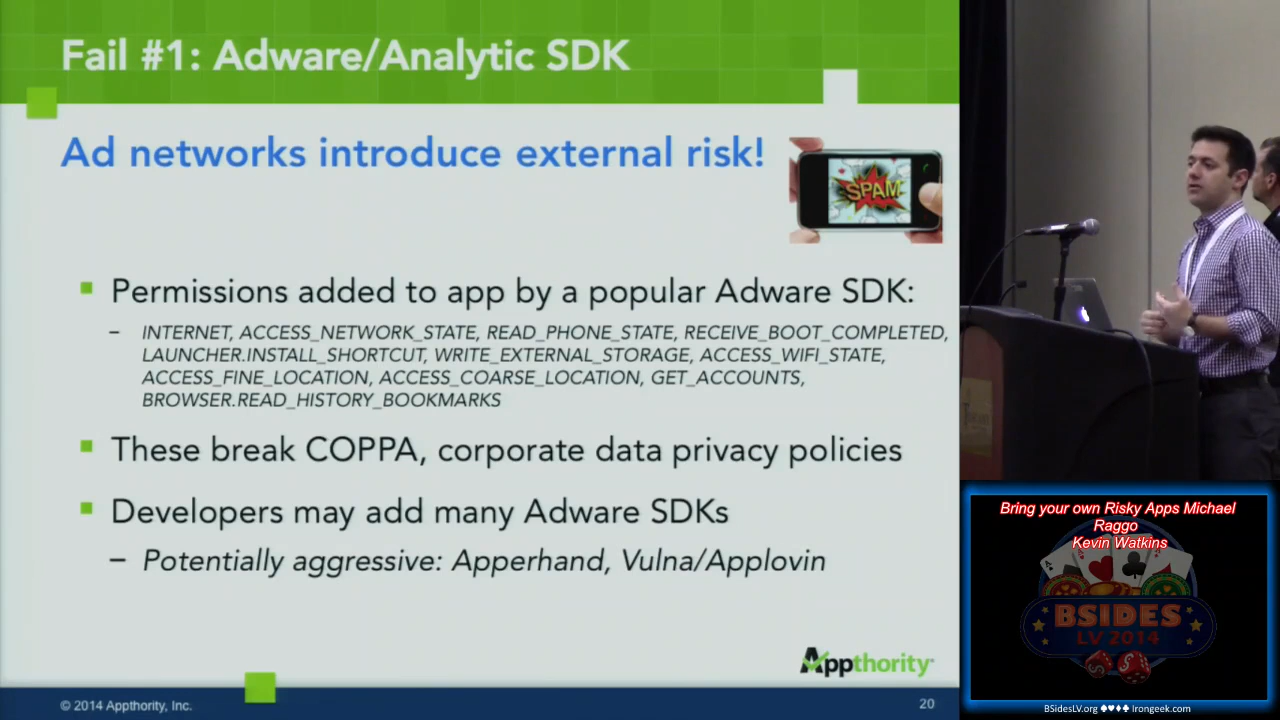 Fail #1: Adware/Analytic SDK
Ad networks introduce external risk!
SPAM
Permissions added to app by a popular Adware SDK:
– INTERNET, ACCESS_NETWORK_STATE, READ_PHONE_STATE, RECEIVE_BOOT_COMPLETED,
LAUNCHER.INSTALL_SHORTCUT, WRITE_EXTERNAL_STORAGE, ACCESS_WIFI_STATE,
ACCESS_FINE_LOCATION, ACCESS_COARSE_LOCATION, GET_ACCOUNTS,
BROWSER.READ_HISTORY_BOOKMARKS
These break COPPA, corporate data privacy policies
Developers may add many Adware SDKs
– Potentially aggressive: Apperhand, Vulna/Applovin
Appthority
© 2014 Appthority, Inc.
20
Bring your own Risky Apps Michael
Raggo
Kevin Watkins
BSIDES
LV 2014
BSidesLV.org ♠♥♦♣ Irongeek.com